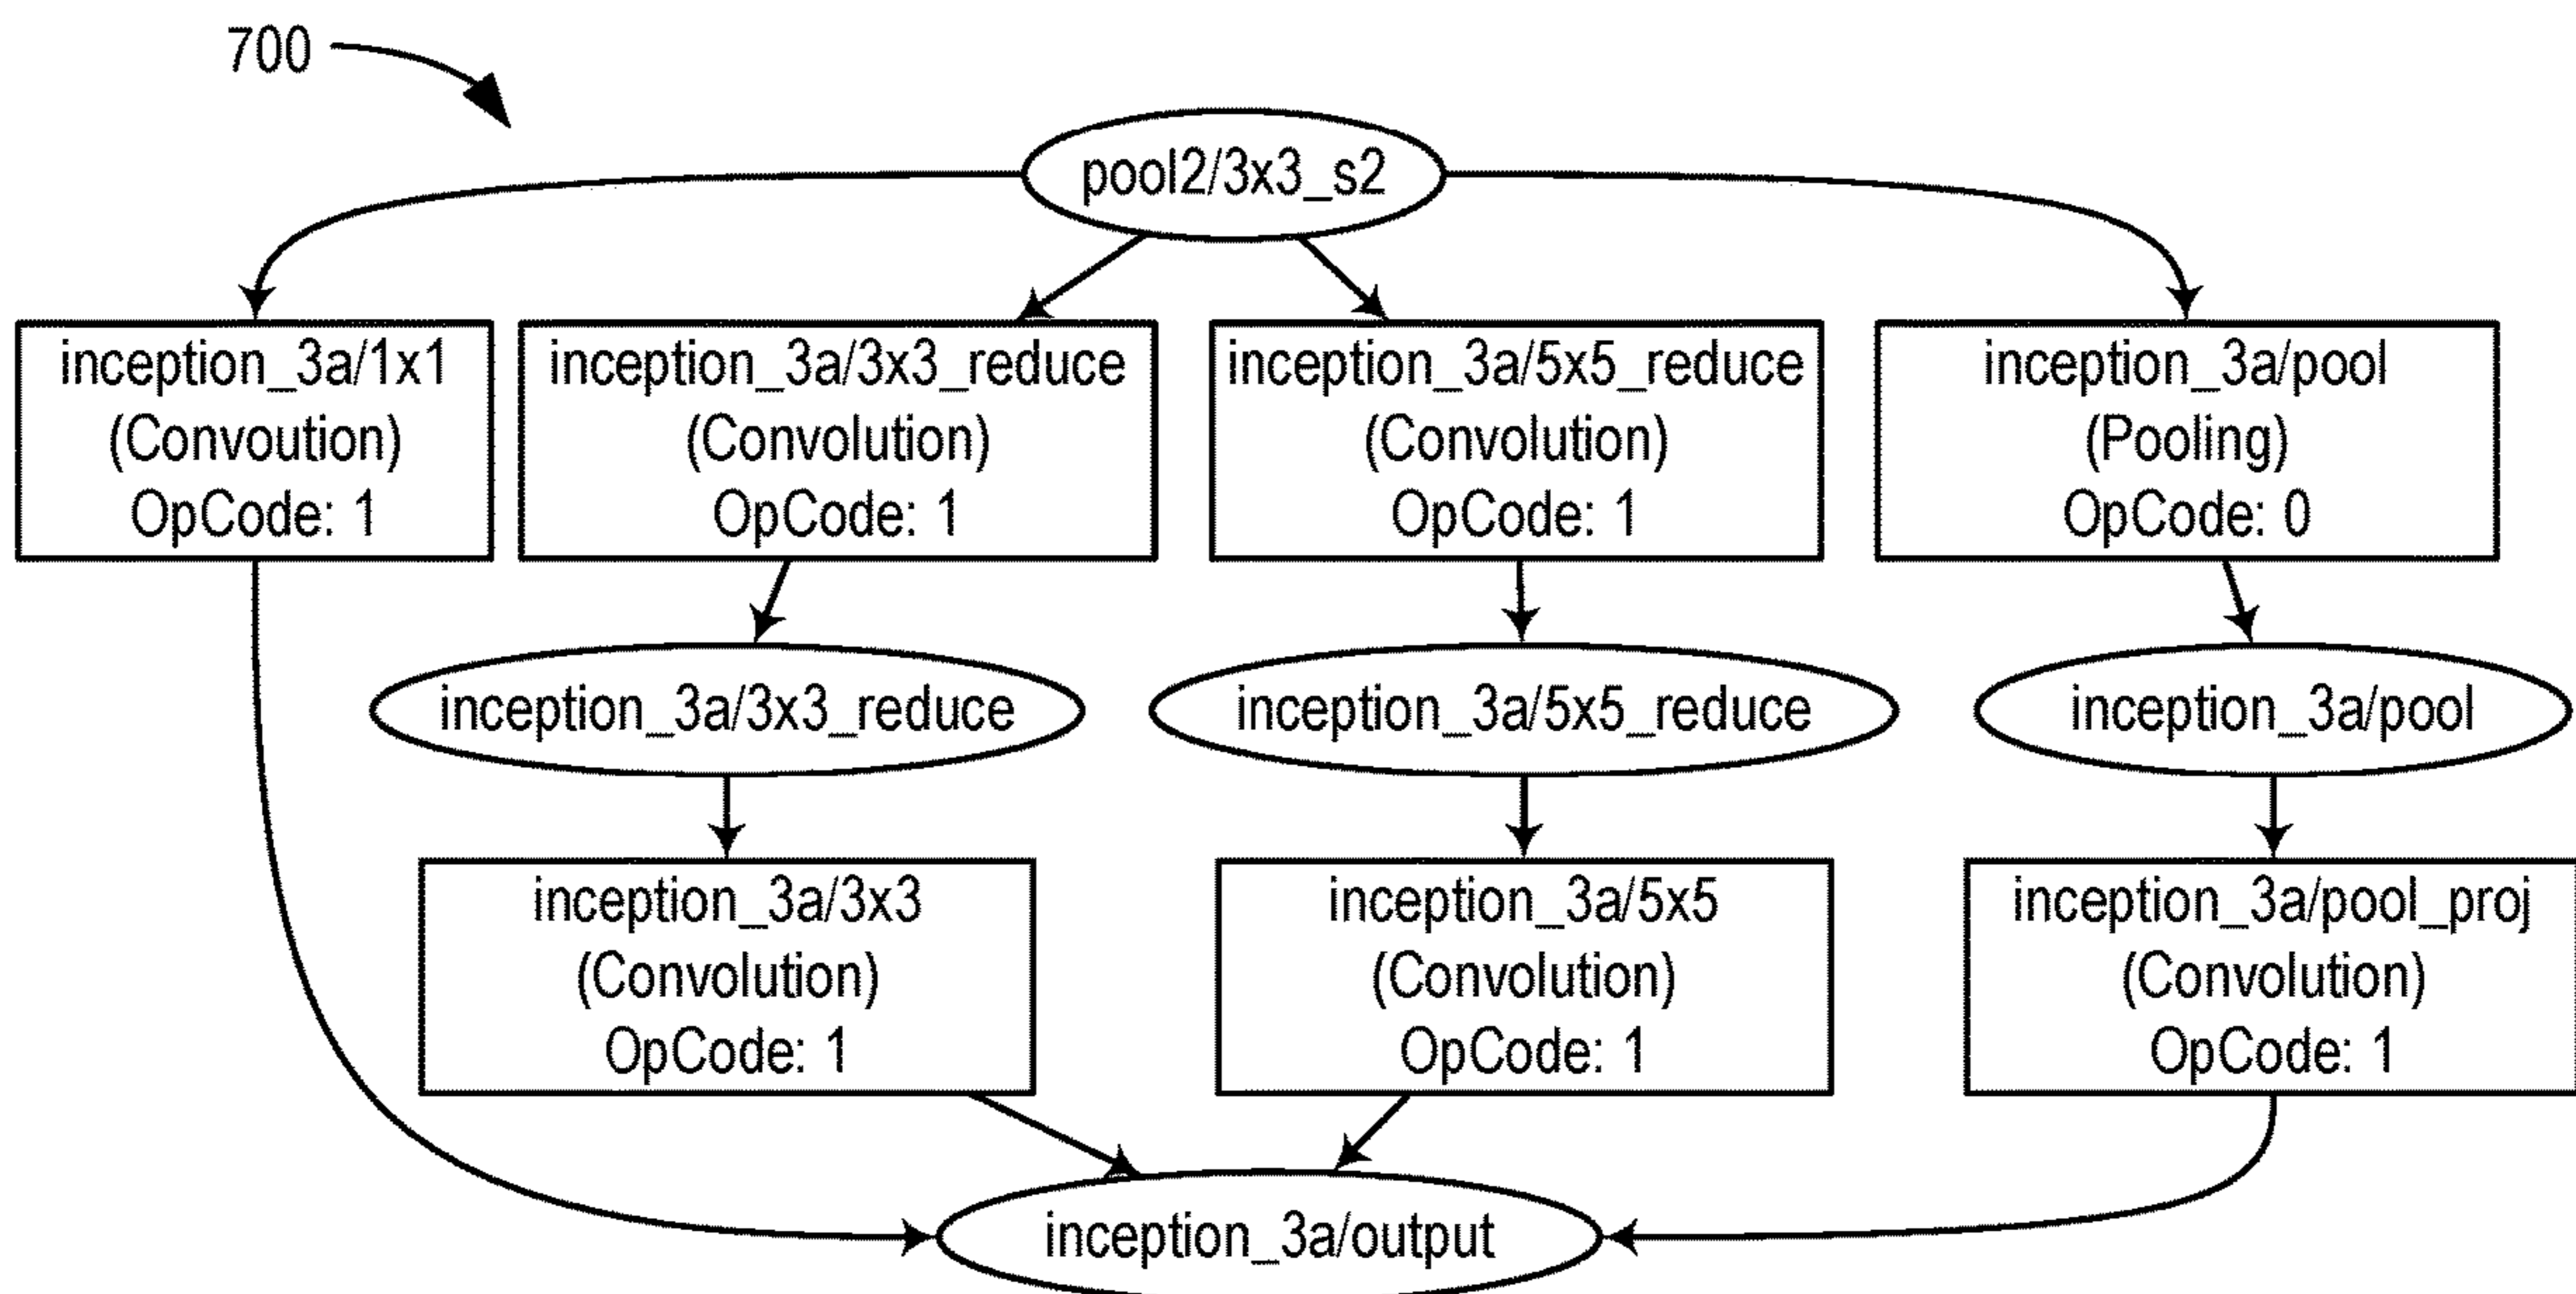 700
pool2/3x3_s2
inception_3a/1x1
(Convoution)
OpCode: 1
inception_3a/3x3_reduce
(Convolution)
OpCode: 1
inception_3a/5x5_reduce
(Convolution)
OpCode: 1
inception_3a/pool
(Pooling)
OpCode: 0
inception_3a/3x3_reduce
inception_3a/5x5_reduce
inception_3a/pool
inception_3a/3x3
(Convolution)
OpCode: 1
inception_3a/5x5
(Convolution)
OpCode: 1
inception_3a/pool_proj
(Convolution)
OpCode: 1
inception_3a/output